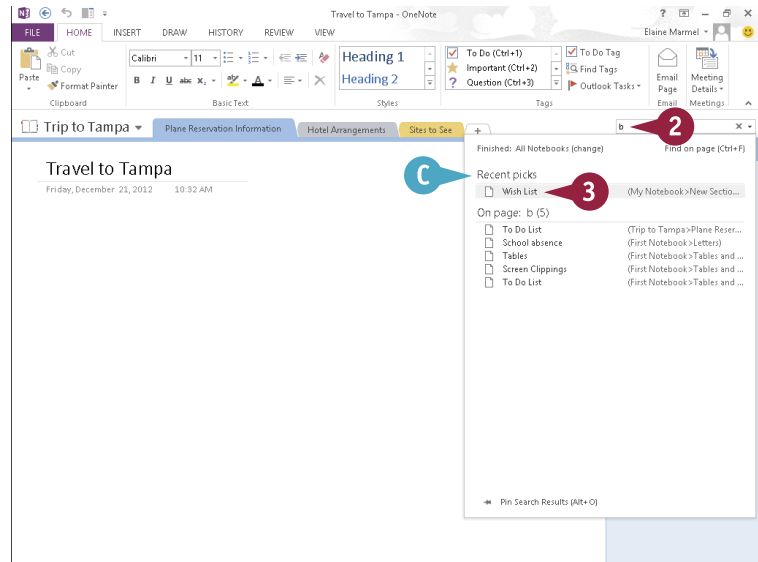 Travel to Tampa - OneNote
FILE HOME INSERT DRAW HISTORY REVIEW VIEW Elaine Marmel
Paste
Cut
Copy
Format Painter
Clipboard
Calibri 11
B I U abc X₂ aby A
Basic Text
Heading 1
Heading 2
Styles
To Do (Ctrl+1)
Important (Ctrl+2)
Question (Ctrl+3)
To Do Tag
Find Tags
Outlook Tasks
Tags
Email Page
Email
Meeting Details
Meetings
Trip to Tampa Plane Reservation Information Hotel Arrangements Sites to See +
b X
2
Finished: All Notebooks (change) Find on page (Ctrl+F)
Travel to Tampa
Friday, December 21, 2012 10:32 AM
C
Recent picks
Wish List (My Notebook>New Sectio...
3
On page: b (5)
To Do List (Trip to Tampa>Plane Reser...
School absence (First Notebook>Letters)
Tables (First Notebook>Tables and ...
Screen Clippings (First Notebook>Tables and ...
To Do List (First Notebook>Tables and ...
Pin Search Results (Alt+O)